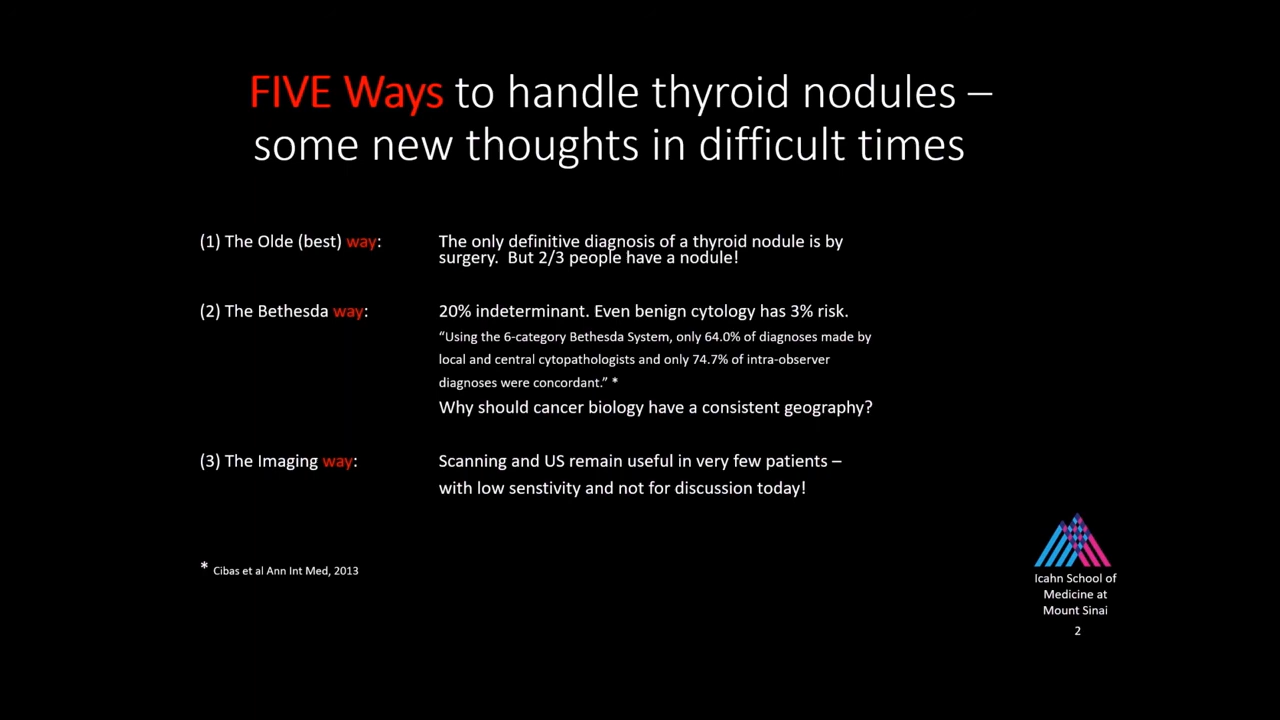 FIVE Ways to handle thyroid nodules –
some new thoughts in difficult times
(1) The Olde (best) way:
The only definitive diagnosis of a thyroid nodule is by
surgery. But 2/3 people have a nodule!
(2) The Bethesda way:
20% indeterminant. Even benign cytology has 3% risk.
“Using the 6-category Bethesda System, only 64.0% of diagnoses made by
local and central cytopathologists and only 74.7% of intra-observer
diagnoses were concordant.” *
Why should cancer biology have a consistent geography?
(3) The Imaging way:
Scanning and US remain useful in very few patients –
with low senstivity and not for discussion today!
* Cibas et al Ann Int Med, 2013
Icahn School of
Medicine at
Mount Sinai
2